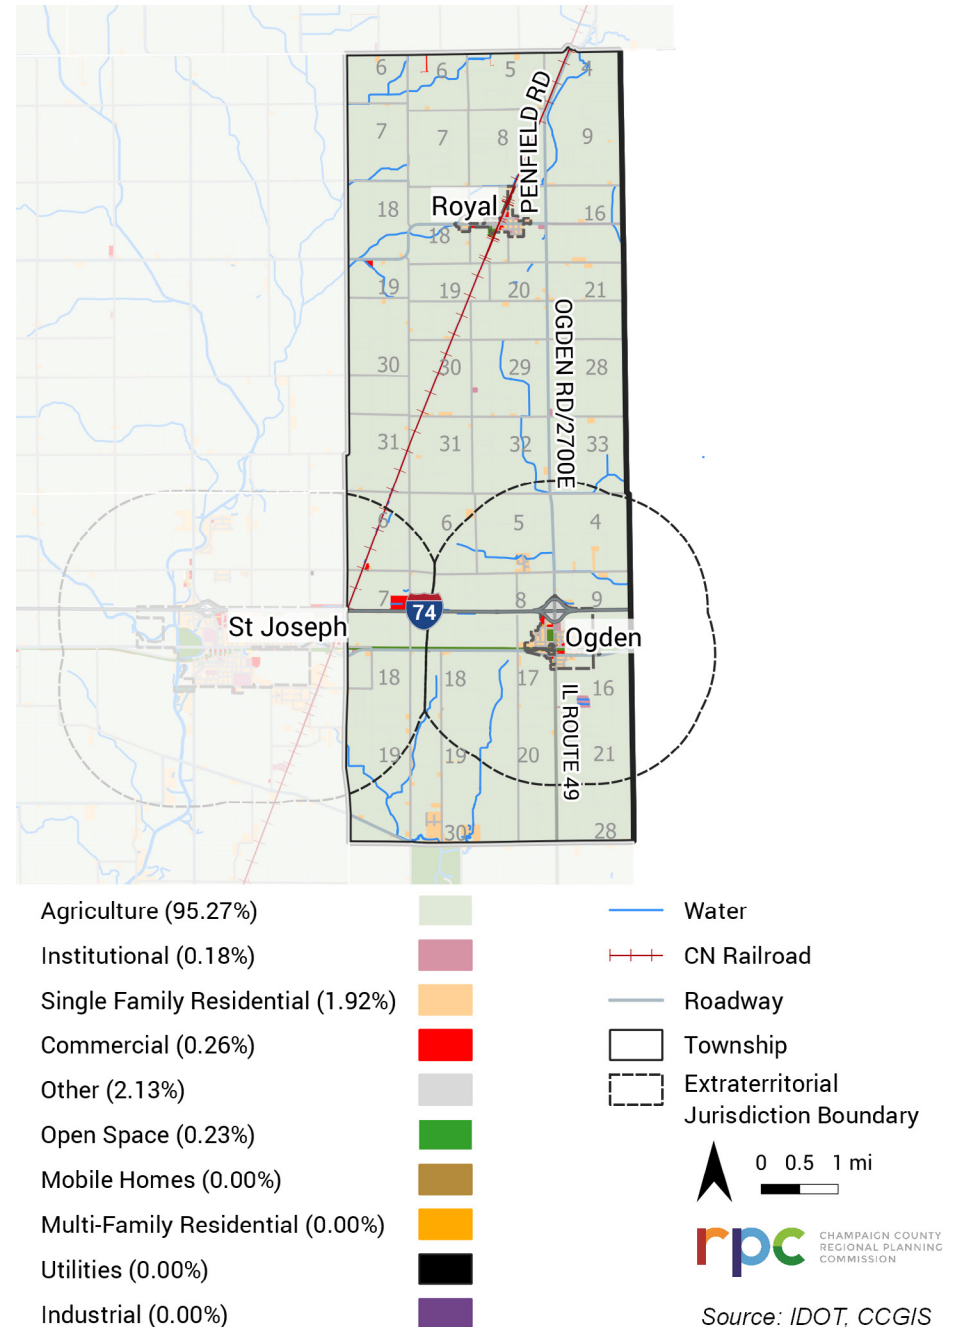 6 6 5 4
PENFIELD RD
7 7 8 9
Royal
18 18 16
19 19 20 21
OGDEN RD/2700E
30 30 29 28
31 31 32 33
6 6 5 4
7 8 9
74
St Joseph
Ogden
18 18 17 16
IL ROUTE 49
19 19 20 21
30 28
Agriculture (95.27%)
Institutional (0.18%)
Single Family Residential (1.92%)
Commercial (0.26%)
Other (2.13%)
Open Space (0.23%)
Mobile Homes (0.00%)
Multi-Family Residential (0.00%)
Utilities (0.00%)
Industrial (0.00%)
Water
CN Railroad
Roadway
Township
Extraterritorial
Jurisdiction Boundary
0 0.5 1 mi
rpc
CHAMPAIGN COUNTY
REGIONAL PLANNING
COMMISSION
Source: IDOT, CCGIS